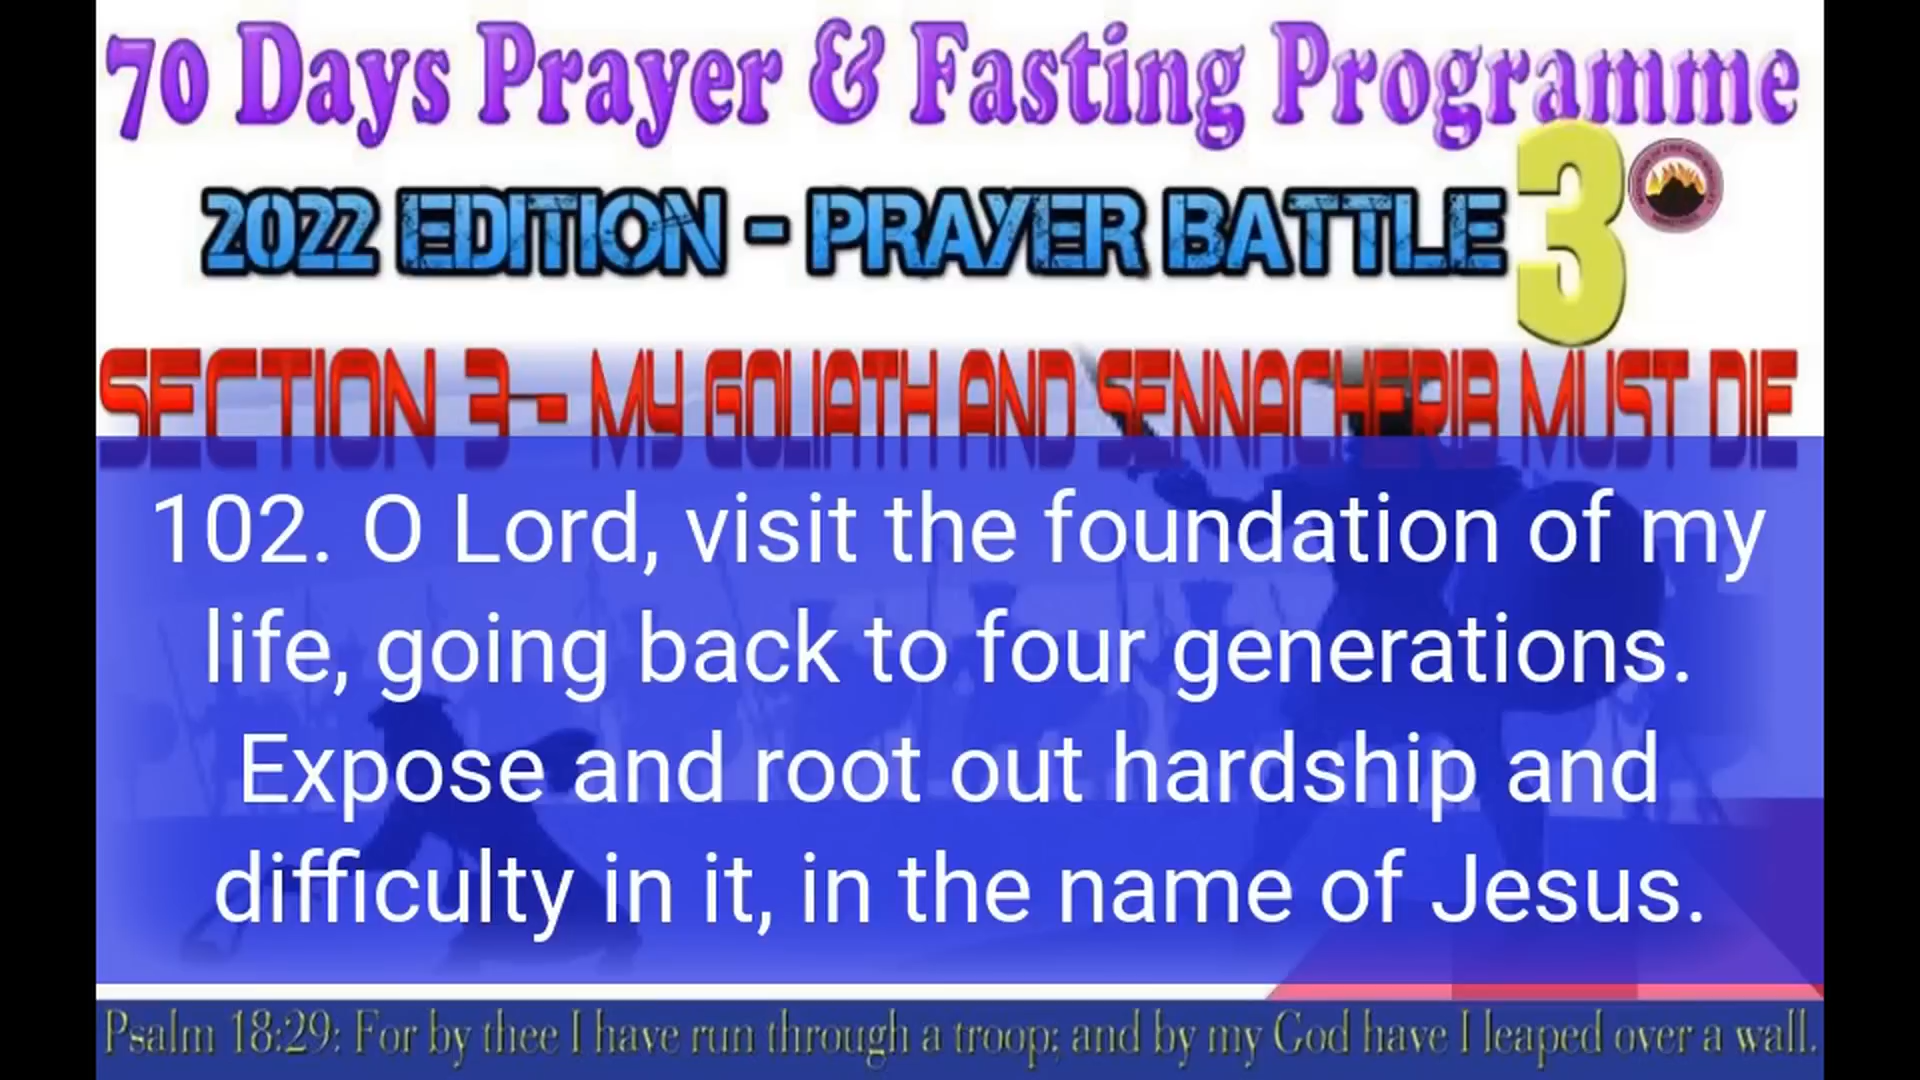 70 Days Prayer & Fasting Programme
2022 EDITION - PRAYER BATTLE 3
SECTION 3 - MY GOLIATH AND SENNACHERIB MUST DIE
102. O Lord, visit the foundation of my
life, going back to four generations.
Expose and root out hardship and
difficulty in it, in the name of Jesus.
Psalm 18:29: For by thee I have run through a troop; and by my God have I leaped over a wall.